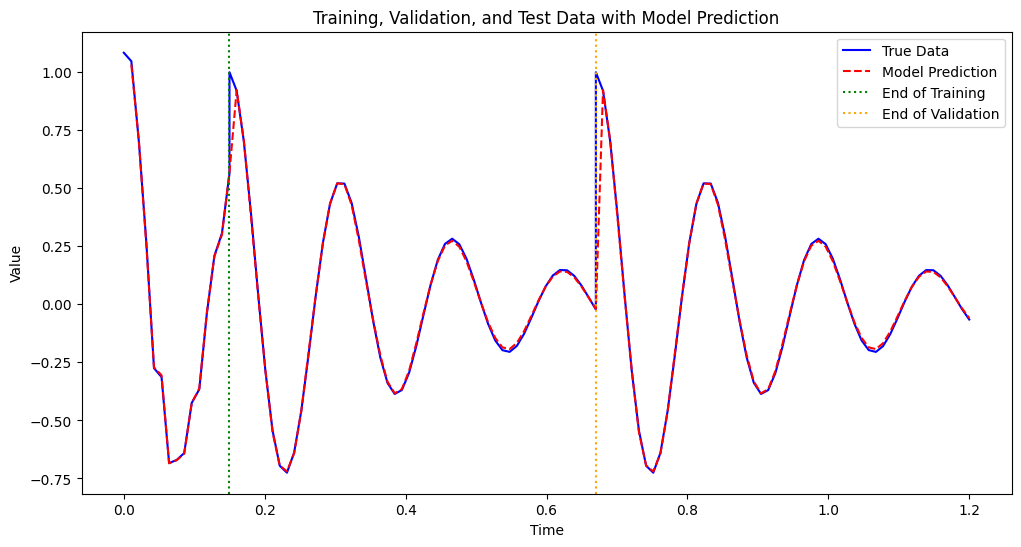 Training, Validation, and Test Data with Model Prediction
True Data
Model Prediction
End of Training
End of Validation
Value
1.00
0.75
0.50
0.25
0.00
−0.25
−0.50
−0.75
0.0
0.2
0.4
0.6
0.8
1.0
1.2
Time